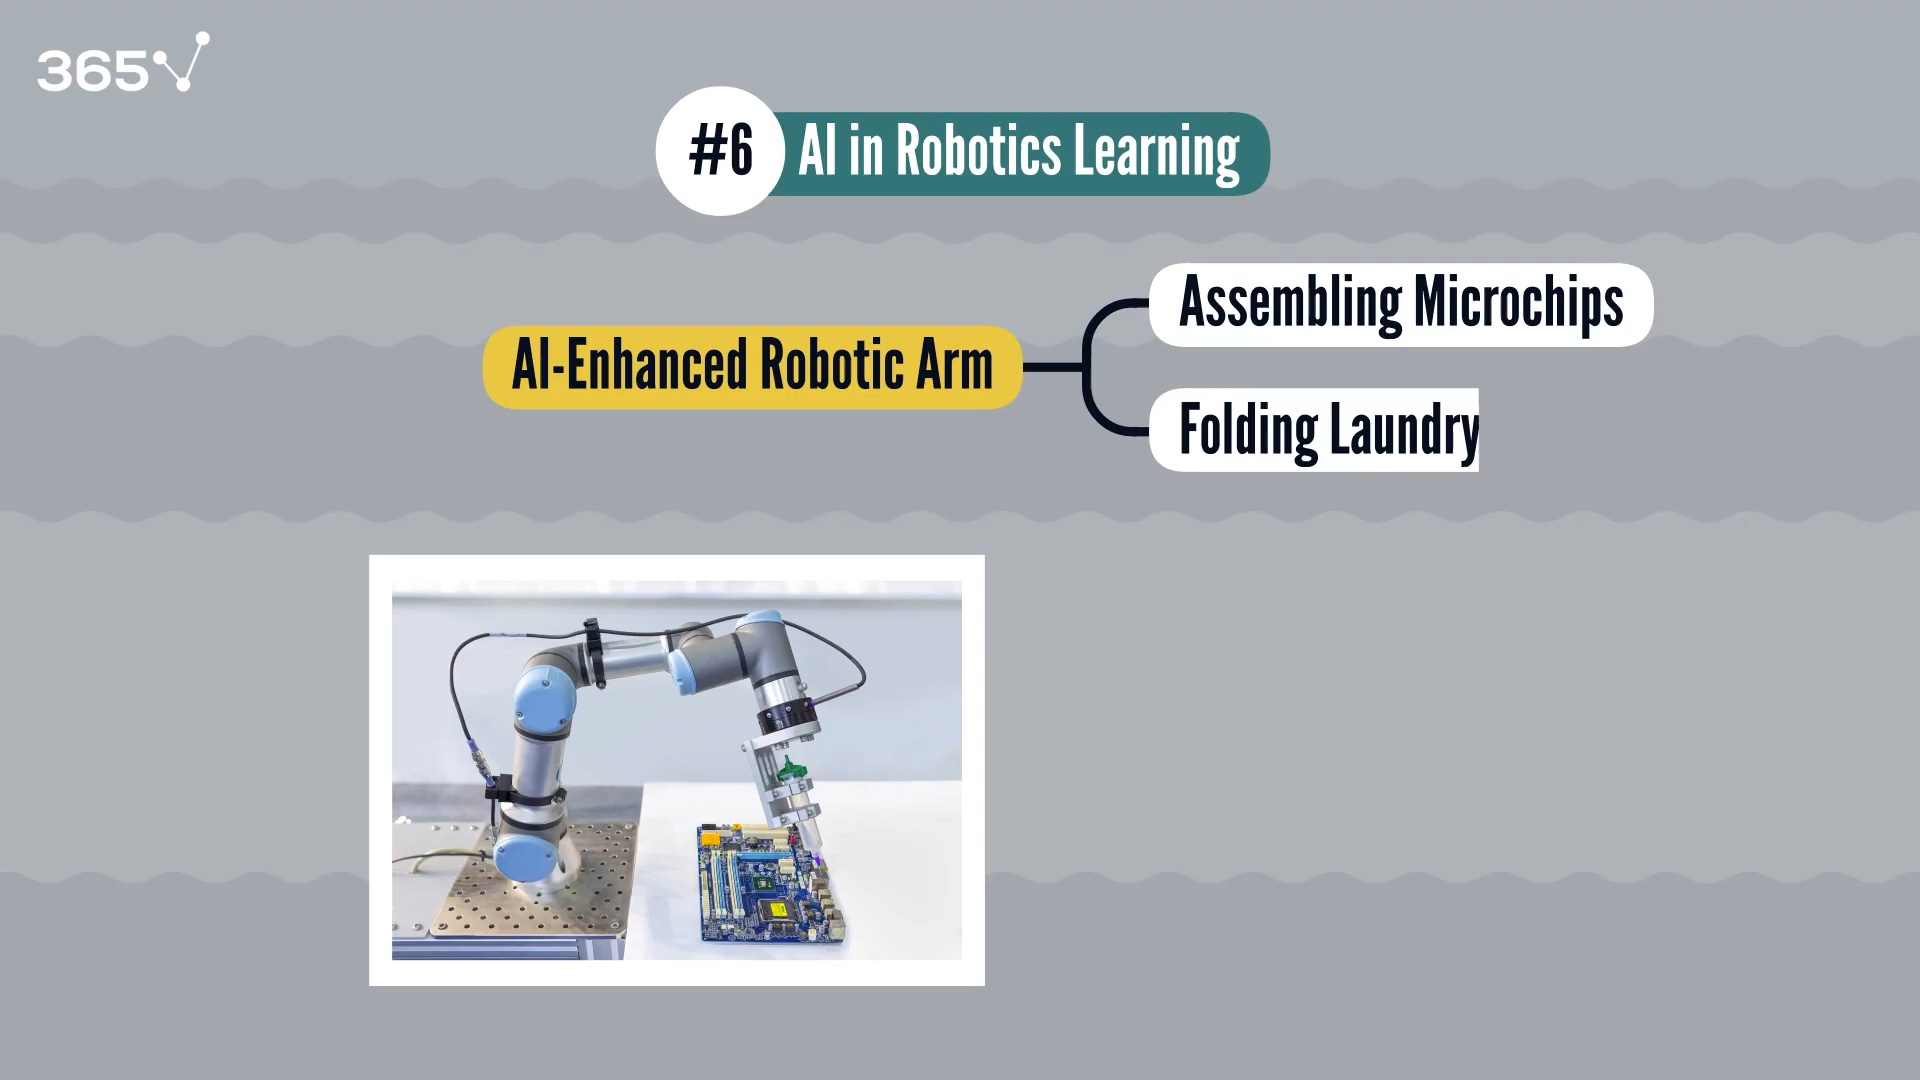 365
#6 AI in Robotics Learning
AI-Enhanced Robotic Arm
Assembling Microchips
Folding Laundry